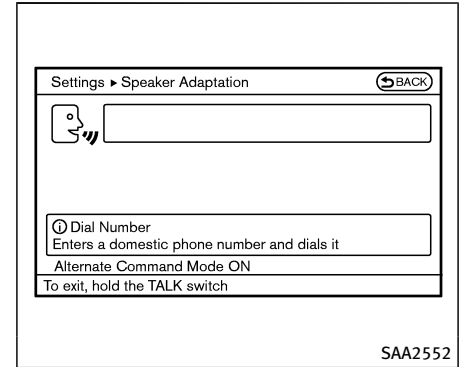 Settings ▶ Speaker Adaptation
BACK
ⓘ Dial Number
Enters a domestic phone number and dials it
Alternate Command Mode ON
To exit, hold the TALK switch
SAA2552